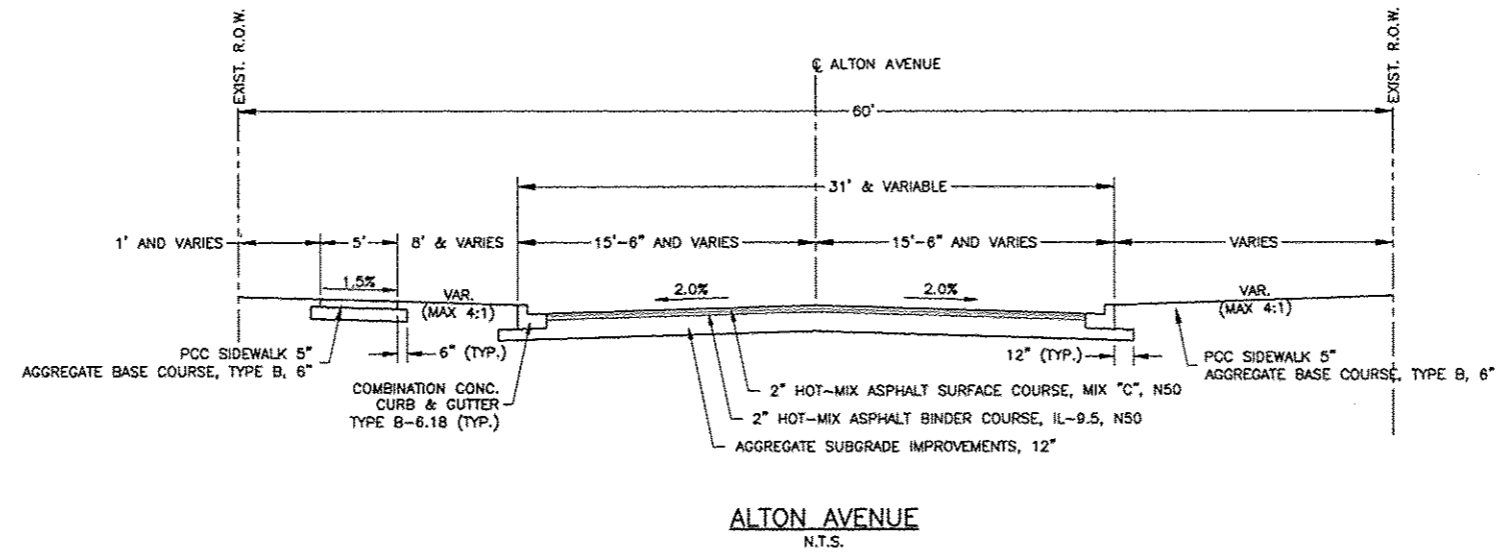 EXIST. R.O.W.
EXIST. R.O.W.
℄ ALTON AVENUE
60'
31' & VARIABLE
1' AND VARIES
5'
8' & VARIES
15'-6" AND VARIES
15'-6" AND VARIES
VARIES
1.5%
VAR.
(MAX 4:1)
2.0%
2.0%
VAR.
(MAX 4:1)
PCC SIDEWALK 5"
AGGREGATE BASE COURSE, TYPE B, 6"
6" (TYP.)
COMBINATION CONC.
CURB & GUTTER
TYPE B-6.18 (TYP.)
12" (TYP.)
PCC SIDEWALK 5"
AGGREGATE BASE COURSE, TYPE B, 6"
2" HOT-MIX ASPHALT SURFACE COURSE, MIX "C", N50
2" HOT-MIX ASPHALT BINDER COURSE, IL-9.5, N50
AGGREGATE SUBGRADE IMPROVEMENTS, 12"
ALTON AVENUE
N.T.S.